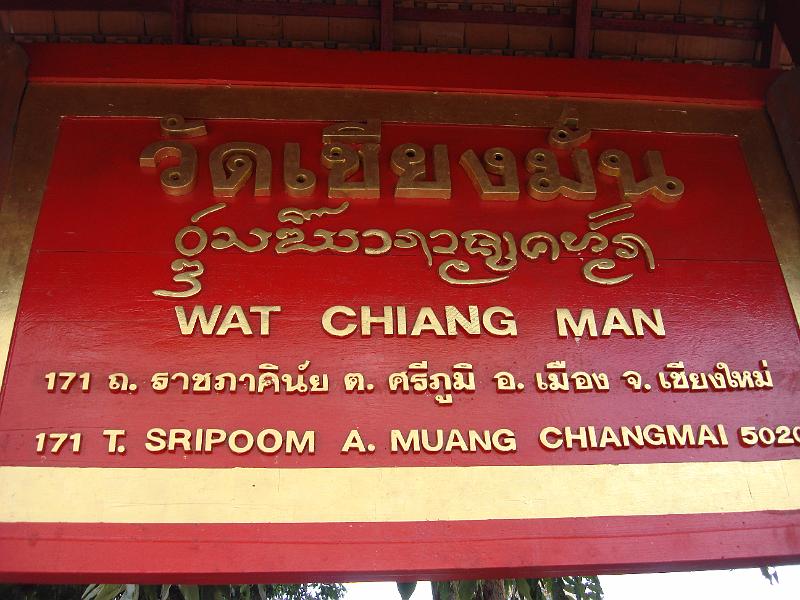 วัดเชียงมั่น
WAT CHIANG MAN
171 ถ. ราชภาคินัย ต. ศรีภูมิ อ. เมือง จ. เชียงใหม่
171 T. SRIPOOM A. MUANG CHIANGMAI 5020